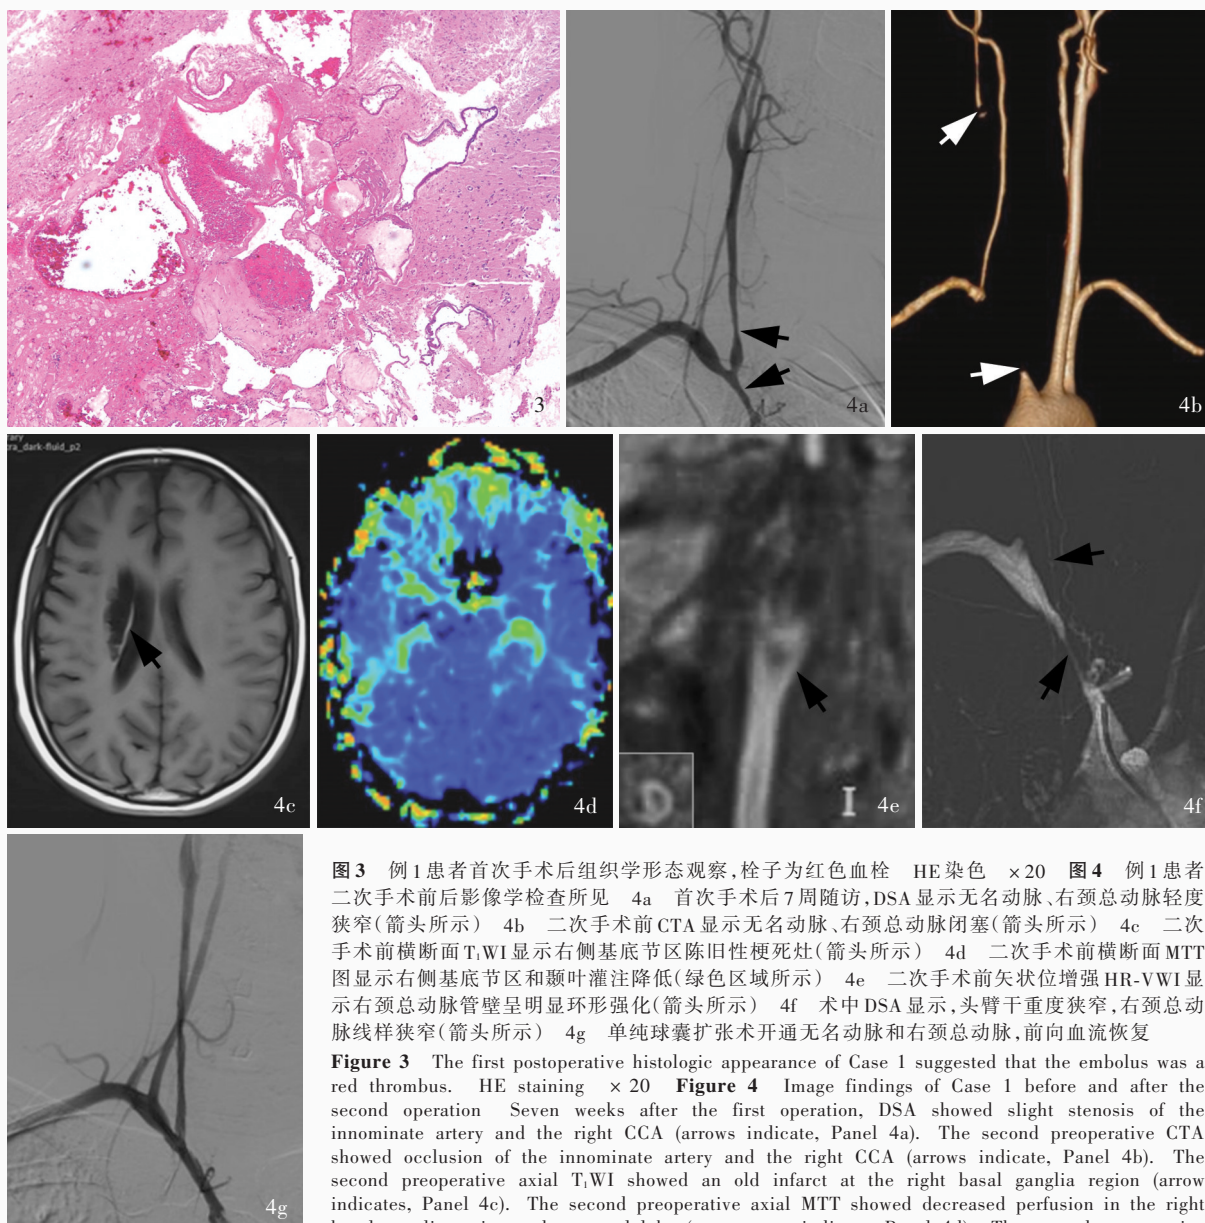 3
4a
4b
rary
tra_dark-fluid_p2
4c
4d
I
4e
4f
4g
图3 例1患者首次手术后组织学形态观察,栓子为红色血栓 HE染色 ×20 图4 例1患者
二次手术前后影像学检查所见 4a 首次手术后7周随访,DSA显示无名动脉、右颈总动脉轻度
狭窄(箭头所示) 4b 二次手术前CTA显示无名动脉、右颈总动脉闭塞(箭头所示) 4c 二次
手术前横断面T₁WI显示右侧基底节区陈旧性梗死灶(箭头所示) 4d 二次手术前横断面MTT
图显示右侧基底节区和颞叶灌注降低(绿色区域所示) 4e 二次手术前矢状位增强HR-VWI显
示右颈总动脉管壁呈明显环形强化(箭头所示) 4f 术中DSA显示,头臂干重度狭窄,右颈总动
脉线样狭窄(箭头所示) 4g 单纯球囊扩张术开通无名动脉和右颈总动脉,前向血流恢复
Figure 3 The first postoperative histologic appearance of Case 1 suggested that the embolus was a
red thrombus. HE staining ×20 Figure 4 Image findings of Case 1 before and after the
second operation Seven weeks after the first operation, DSA showed slight stenosis of the
innominate artery and the right CCA (arrows indicate, Panel 4a). The second preoperative CTA
showed occlusion of the innominate artery and the right CCA (arrows indicate, Panel 4b). The
second preoperative axial T₁WI showed an old infarct at the right basal ganglia region (arrow
indicates, Panel 4c). The second preoperative axial MTT showed decreased perfusion in the right